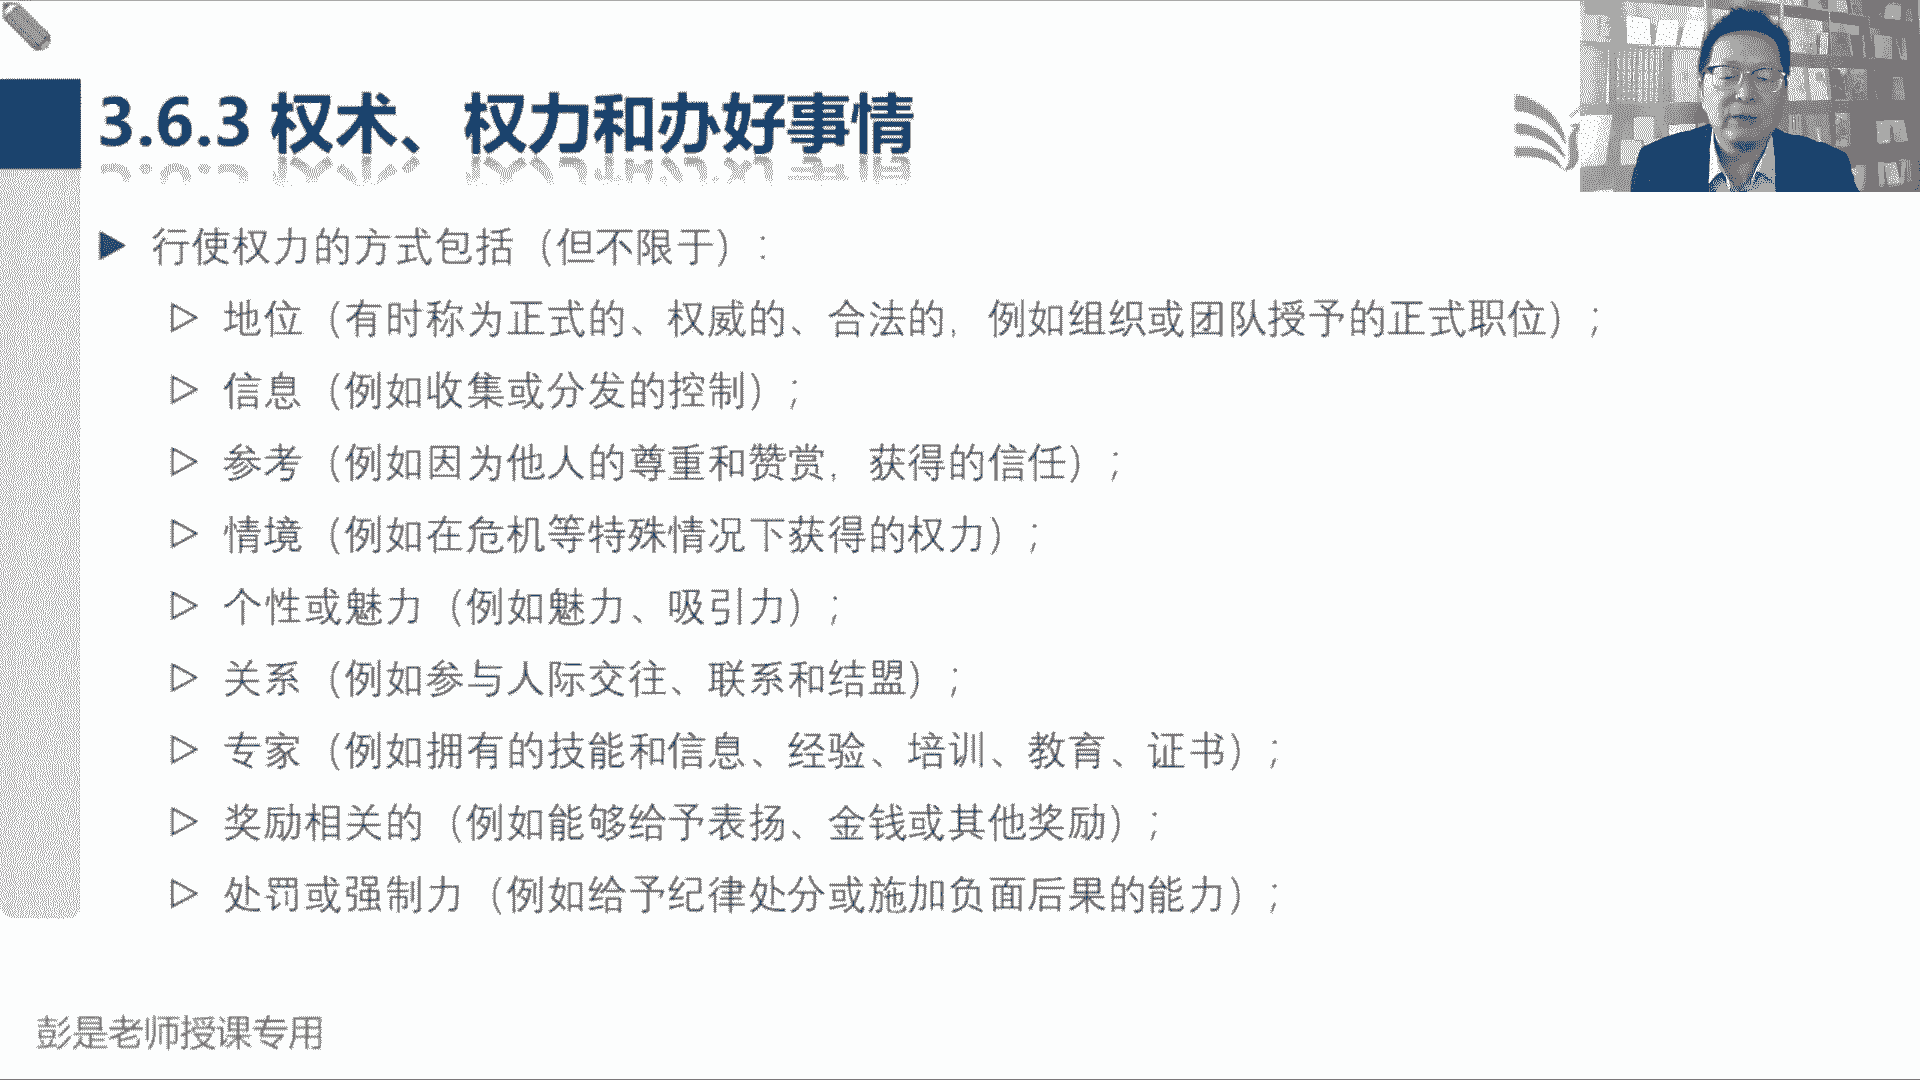 3.6.3 权术、权力和办好事情
行使权力的方式包括（但不限于）：
地位（有时称为正式的、权威的、合法的，例如组织或团队授予的正式职位）；
信息（例如收集或分发的控制）；
参考（例如因为他人的尊重和赞赏，获得的信任）；
情境（例如在危机等特殊情况下获得的权力）；
个性或魅力（例如魅力、吸引力）；
关系（例如参与人际交往、联系和结盟）；
专家（例如拥有的技能和信息、经验、培训、教育、证书）；
奖励相关的（例如能够给予表扬、金钱或其他奖励）；
处罚或强制力（例如给予纪律处分或施加负面后果的能力）；
彭是老师授课专用